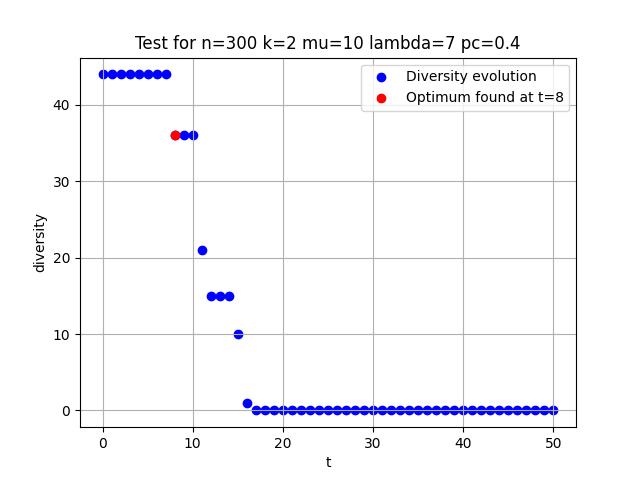 Test for n=300 k=2 mu=10 lambda=7 pc=0.4
Diversity evolution
Optimum found at t=8
40
30
20
10
0
diversity
0 10 20 30 40 50
t